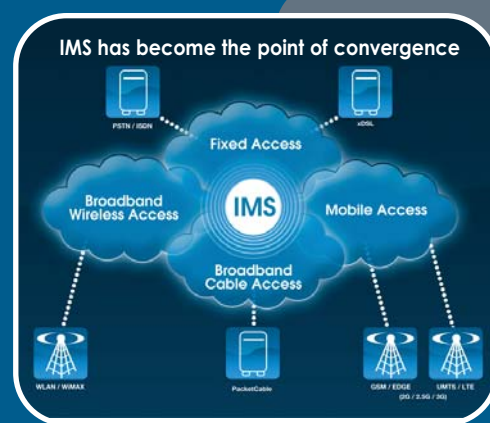 IMS has become the point of convergence
PSTN / ISDN
xDSL
Fixed Access
Broadband
Wireless Access
IMS
Mobile Access
Broadband
Cable Access
WLAN / WiMAX
PacketCable
GSM / EDGE
(2G / 2.5G / 3G)
UMTS / LTE